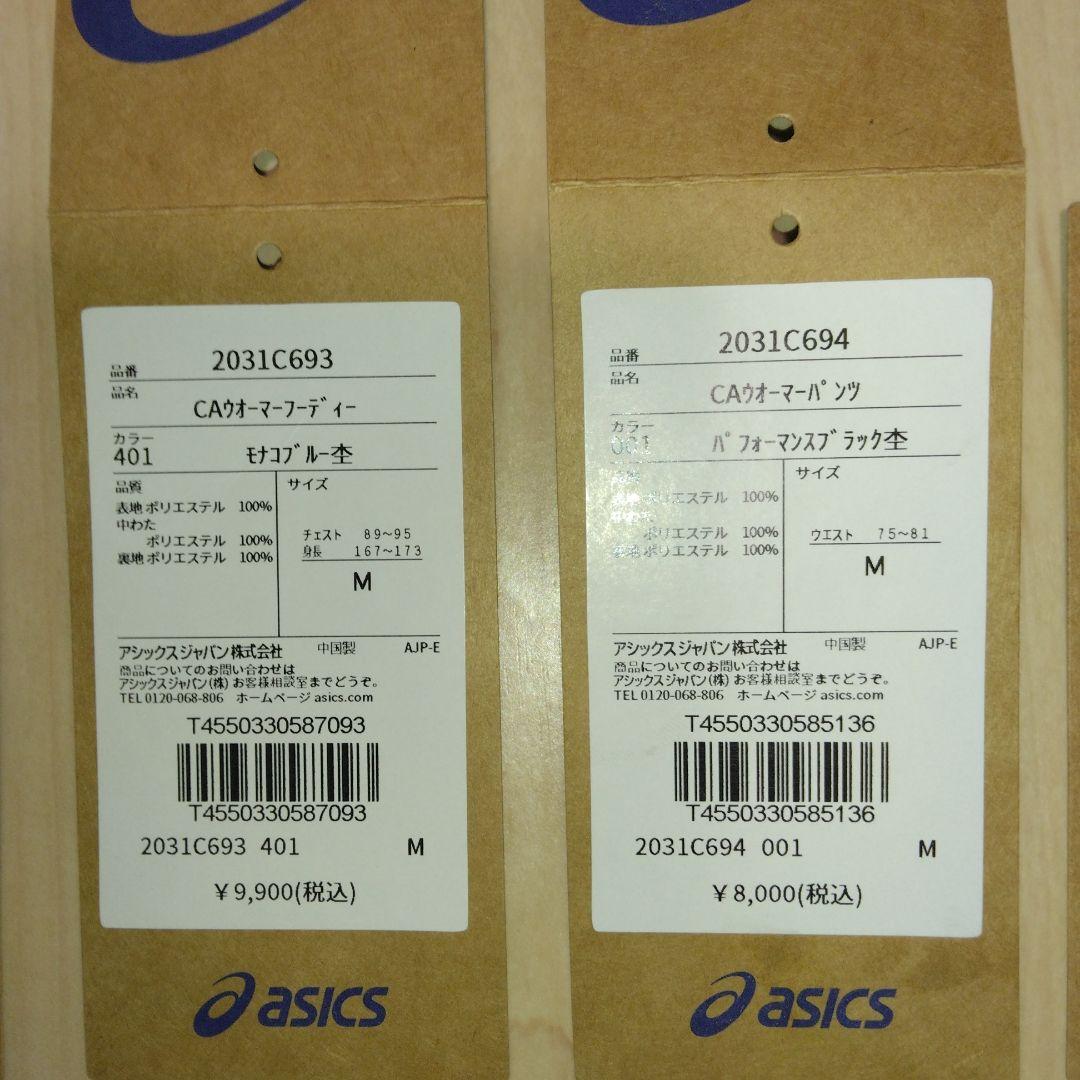 品番 2031C693
品名
CAｳｵｰﾏｰﾌｰﾃﾞｨｰ
カラー
401 ﾓﾅｺﾌﾞﾙｰ杢
品質
表地 ポリエステル 100%
中わた
ポリエステル 100%
裏地 ポリエステル 100%
サイズ
チェスト 89~95
身長 167~173
M
アシックスジャパン株式会社 中国製 AJP-E
商品についてのお問い合わせは
アシックスジャパン(株)お客様相談室までどうぞ。
TEL 0120-068-806 ホームページ asics.com
T4550330587093
T4550330587093
2031C693 401 M
￥9,900(税込)
asics
品番 2031C694
品名
CAｳｵｰﾏｰﾊﾟﾝﾂ
カラー
001 ﾊﾟﾌｫｰﾏﾝｽﾌﾞﾗｯｸ杢
品質
表地 ポリエステル 100%
ポリエステル 100%
裏地 ポリエステル 100%
サイズ
ウエスト 75~81
M
アシックスジャパン株式会社 中国製 AJP-E
商品についてのお問い合わせは
アシックスジャパン(株)お客様相談室までどうぞ。
TEL 0120-068-806 ホームページ asics.com
T4550330585136
T4550330585136
2031C694 001 M
￥8,000(税込)
asics